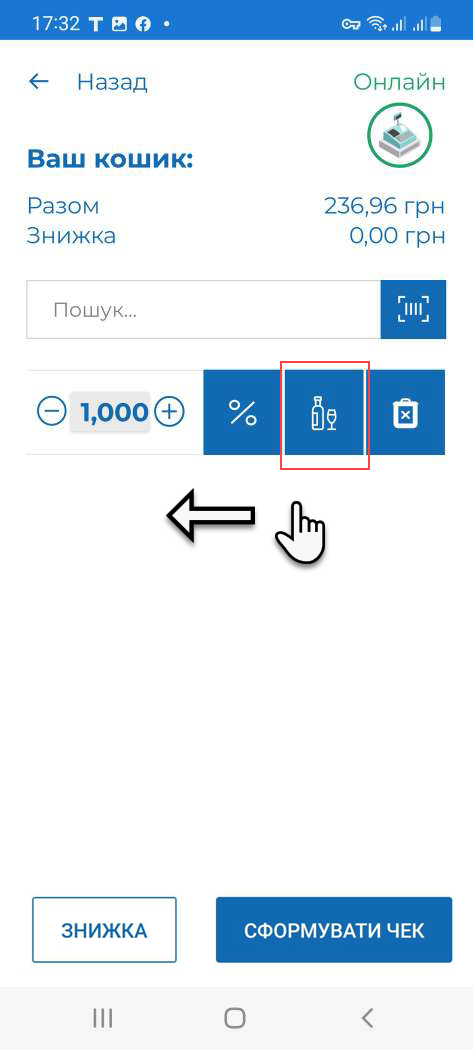 17:32
Назад
Онлайн
Ваш кошик:
Разом 236,96 грн
Знижка 0,00 грн
Пошук...
1,000
ЗНИЖКА
СФОРМУВАТИ ЧЕК